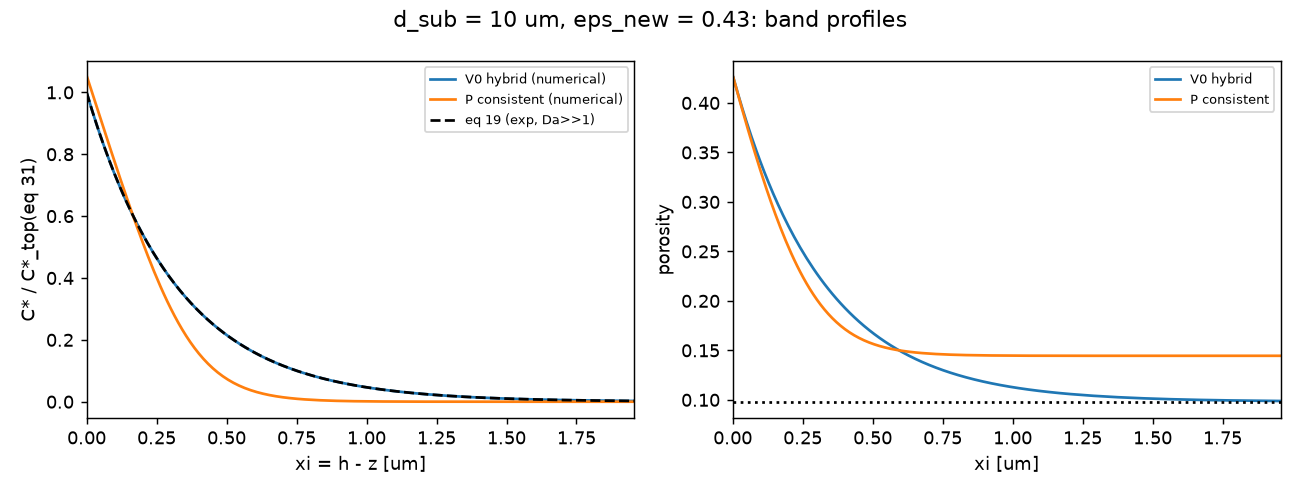 d_sub = 10 um, eps_new = 0.43: band profiles
C* / C*_top(eq 31)
1.0
0.8
0.6
0.4
0.2
0.0
0.00 0.25 0.50 0.75 1.00 1.25 1.50 1.75
xi = h - z [um]
V0 hybrid (numerical)
P consistent (numerical)
eq 19 (exp, Da>>1)
porosity
0.40
0.35
0.30
0.25
0.20
0.15
0.10
0.00 0.25 0.50 0.75 1.00 1.25 1.50 1.75
xi [um]
V0 hybrid
P consistent